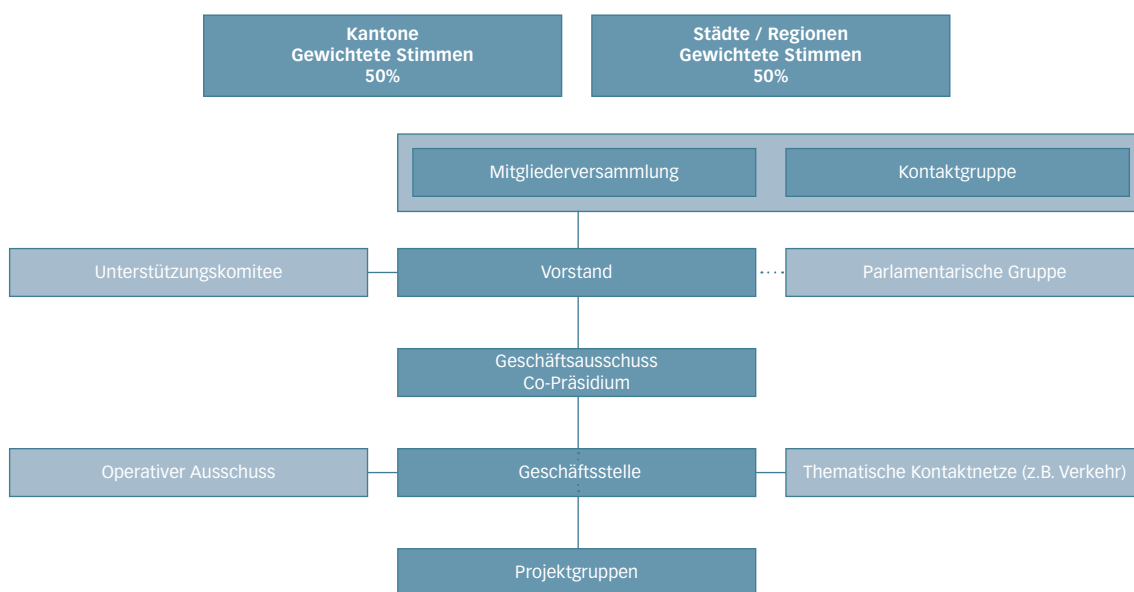 Kantone
Gewichtete Stimmen
50%
Städte / Regionen
Gewichtete Stimmen
50%
Mitgliederversammlung
Kontaktgruppe
Unterstützungskomitee
Vorstand
Parlamentarische Gruppe
Geschäftsausschuss
Co-Präsidium
Operativer Ausschuss
Geschäftsstelle
Thematische Kontaktnetze (z.B. Verkehr)
Projektgruppen